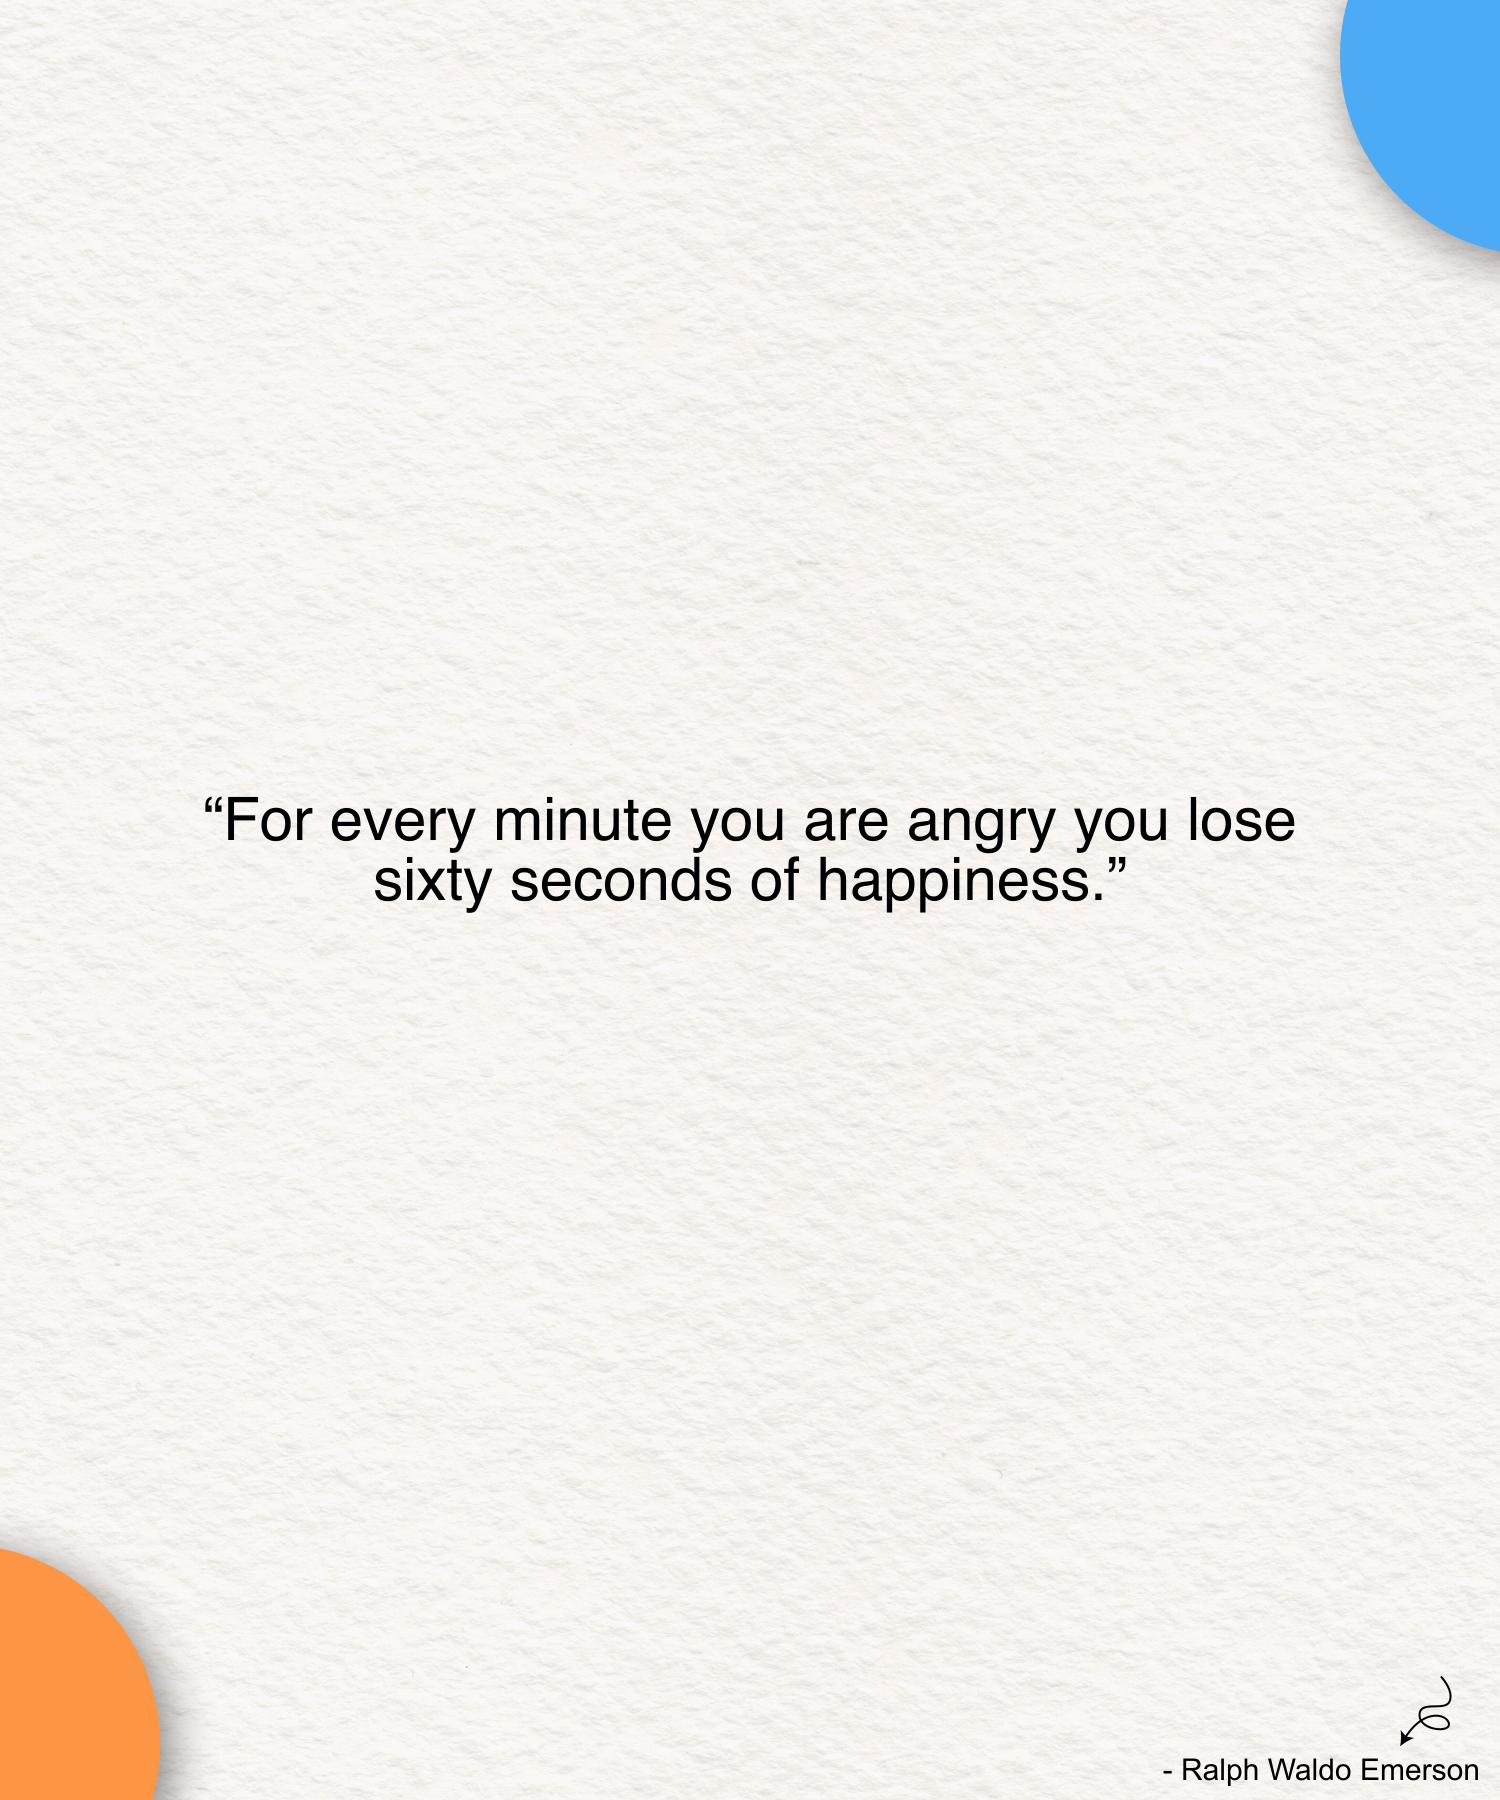 “For every minute you are angry you lose
sixty seconds of happiness.”
- Ralph Waldo Emerson